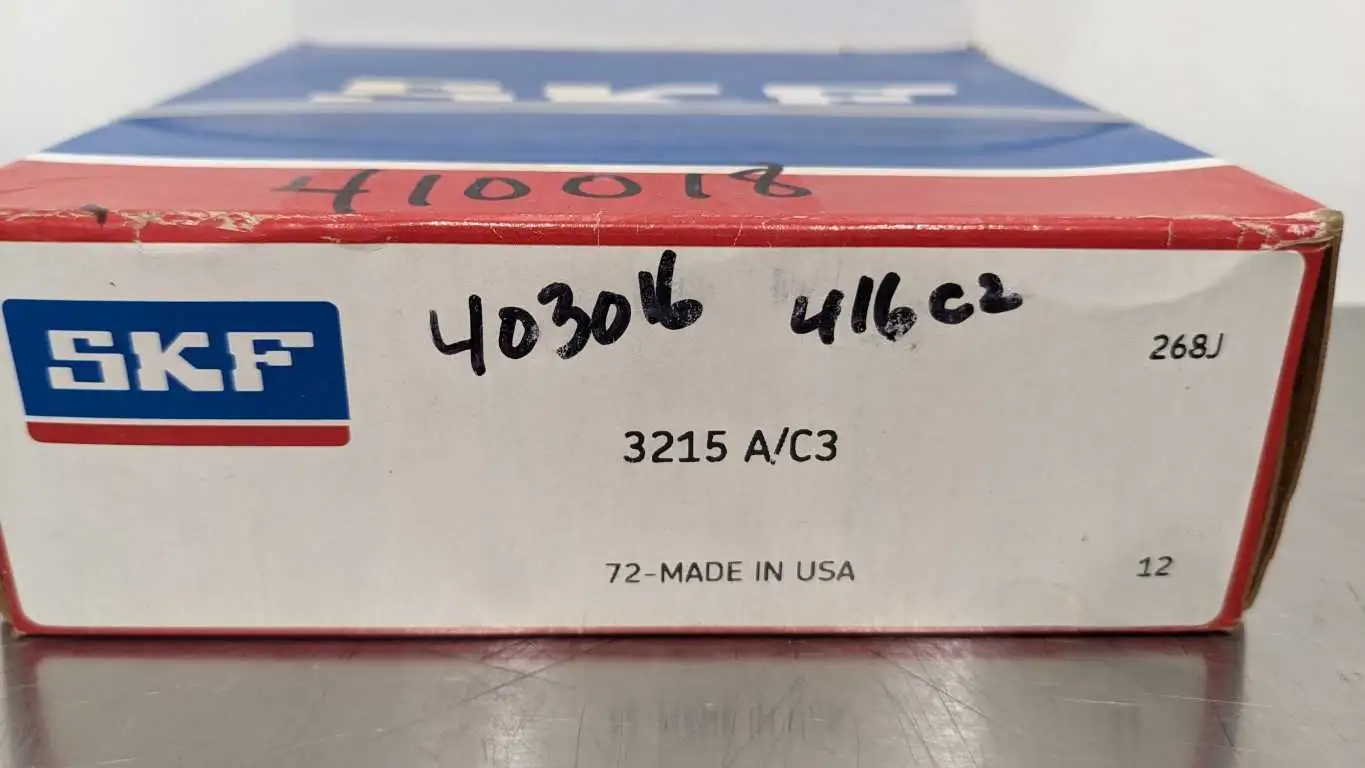 SKF
410018
403016 416C2
SKF
268J
3215 A/C3
72-MADE IN USA
12